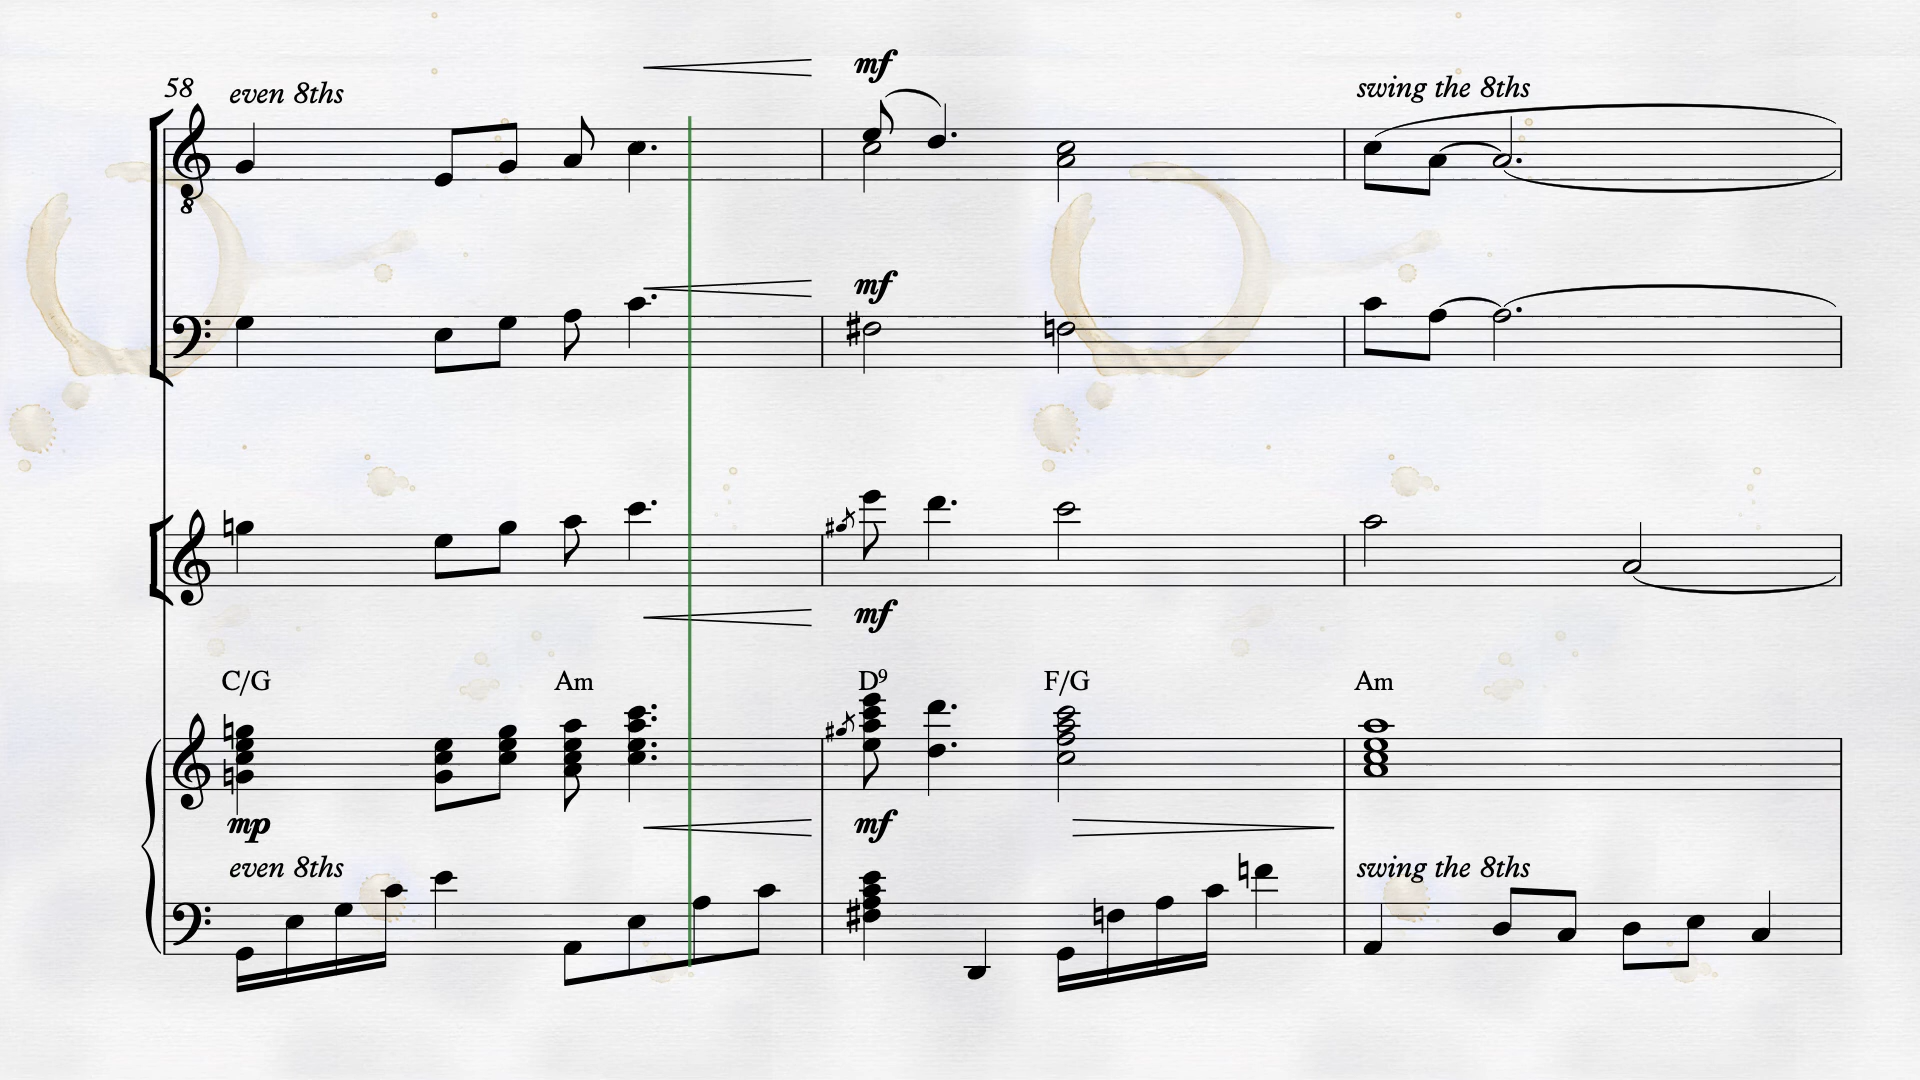 58 even 8ths mf swing the 8ths
8
mf
mf
C/G Am D9 F/G Am
mp mf
even 8ths swing the 8ths